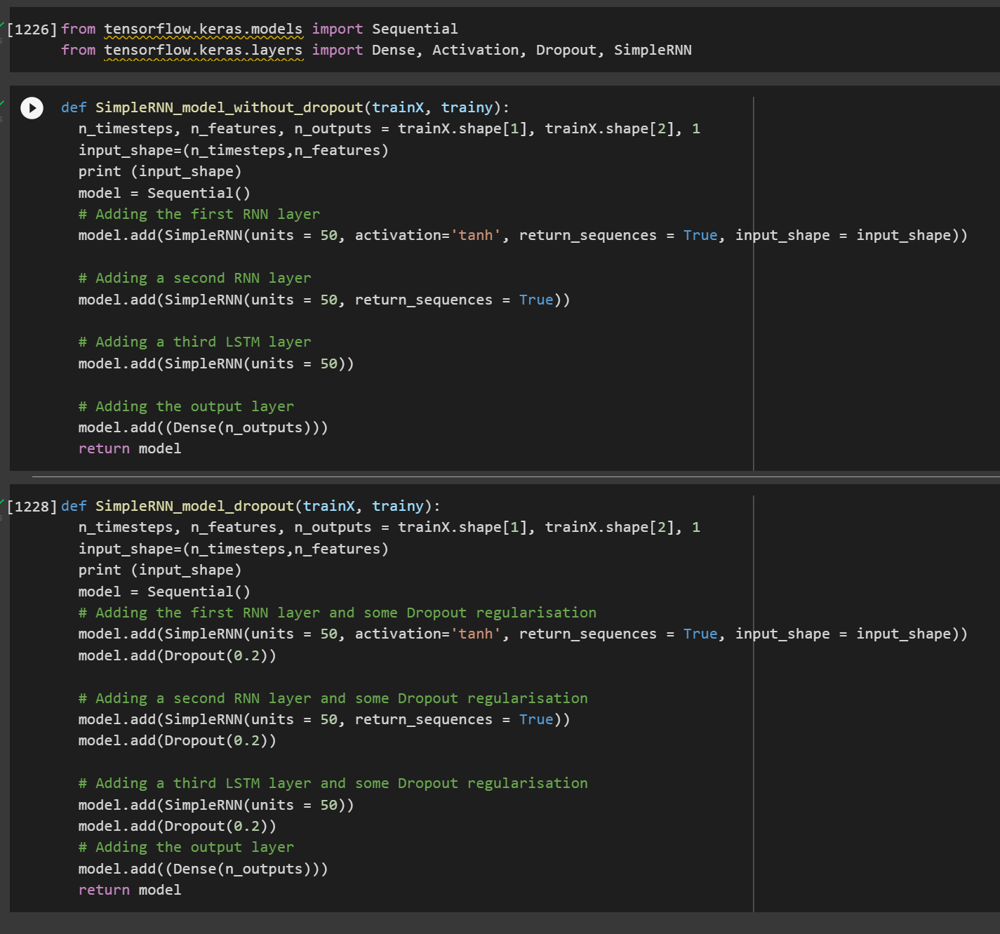 [1226] from tensorflow.keras.models import Sequential
from tensorflow.keras.layers import Dense, Activation, Dropout, SimpleRNN
def SimpleRNN_model_without_dropout(trainX, trainy):
n_timesteps, n_features, n_outputs = trainX.shape[1], trainX.shape[2], 1
input_shape=(n_timesteps,n_features)
print (input_shape)
model = Sequential()
# Adding the first RNN layer
model.add(SimpleRNN(units = 50, activation='tanh', return_sequences = True, input_shape = input_shape))
# Adding a second RNN layer
model.add(SimpleRNN(units = 50, return_sequences = True))
# Adding a third LSTM layer
model.add(SimpleRNN(units = 50))
# Adding the output layer
model.add((Dense(n_outputs)))
return model
[1228] def SimpleRNN_model_dropout(trainX, trainy):
n_timesteps, n_features, n_outputs = trainX.shape[1], trainX.shape[2], 1
input_shape=(n_timesteps,n_features)
print (input_shape)
model = Sequential()
# Adding the first RNN layer and some Dropout regularisation
model.add(SimpleRNN(units = 50, activation='tanh', return_sequences = True, input_shape = input_shape))
model.add(Dropout(0.2))
# Adding a second RNN layer and some Dropout regularisation
model.add(SimpleRNN(units = 50, return_sequences = True))
model.add(Dropout(0.2))
# Adding a third LSTM layer and some Dropout regularisation
model.add(SimpleRNN(units = 50))
model.add(Dropout(0.2))
# Adding the output layer
model.add((Dense(n_outputs)))
return model